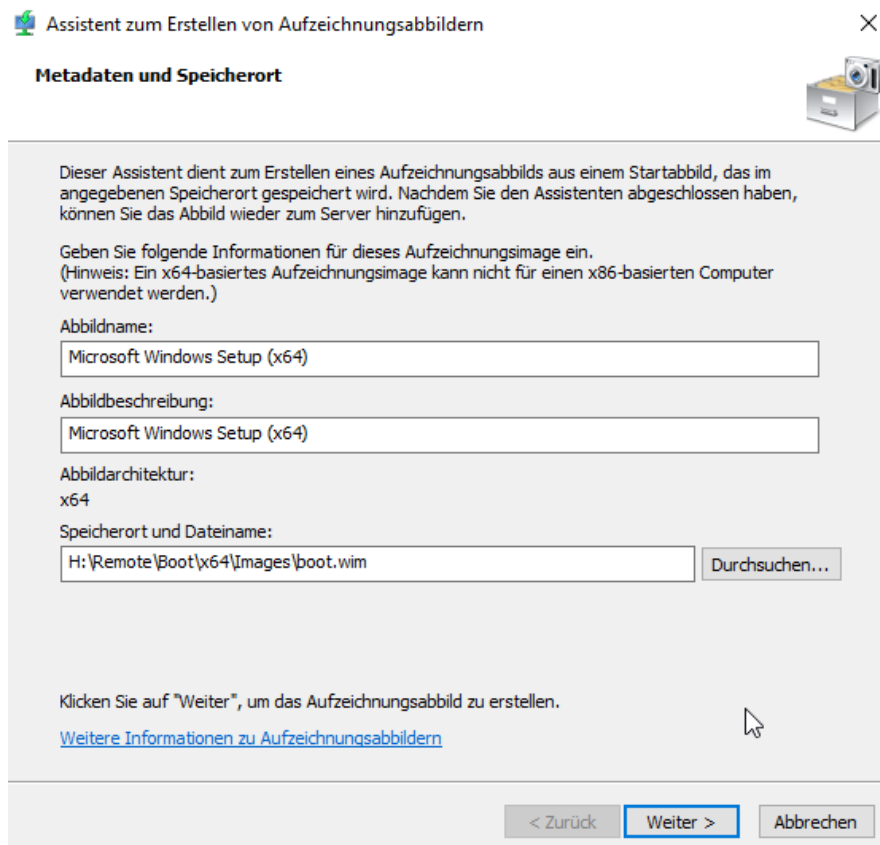 Assistent zum Erstellen von Aufzeichnungsabbildern
Metadaten und Speicherort
Dieser Assistent dient zum Erstellen eines Aufzeichnungsabbilds aus einem Startabbild, das im
angegebenen Speicherort gespeichert wird. Nachdem Sie den Assistenten abgeschlossen haben,
können Sie das Abbild wieder zum Server hinzufügen.
Geben Sie folgende Informationen für dieses Aufzeichnungsimage ein.
(Hinweis: Ein x64-basiertes Aufzeichnungsimage kann nicht für einen x86-basierten Computer
verwendet werden.)
Abbildname:
Microsoft Windows Setup (x64)
Abbildbeschreibung:
Microsoft Windows Setup (x64)
Abbildarchitektur:
x64
Speicherort und Dateiname:
H:\Remote\Boot\x64\Images\boot.wim
Durchsuchen...
Klicken Sie auf "Weiter", um das Aufzeichnungsabbild zu erstellen.
Weitere Informationen zu Aufzeichnungsabbildern
< Zurück
Weiter >
Abbrechen